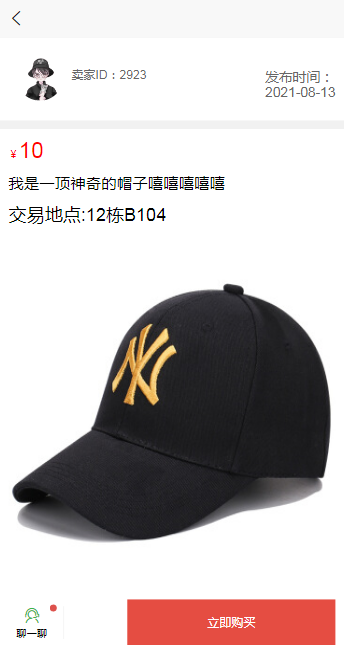 卖家ID：2923
发布时间：
2021-08-13
¥10
我是一顶神奇的帽子嘻嘻嘻嘻嘻
交易地点:12栋B104
NY
聊一聊
立即购买